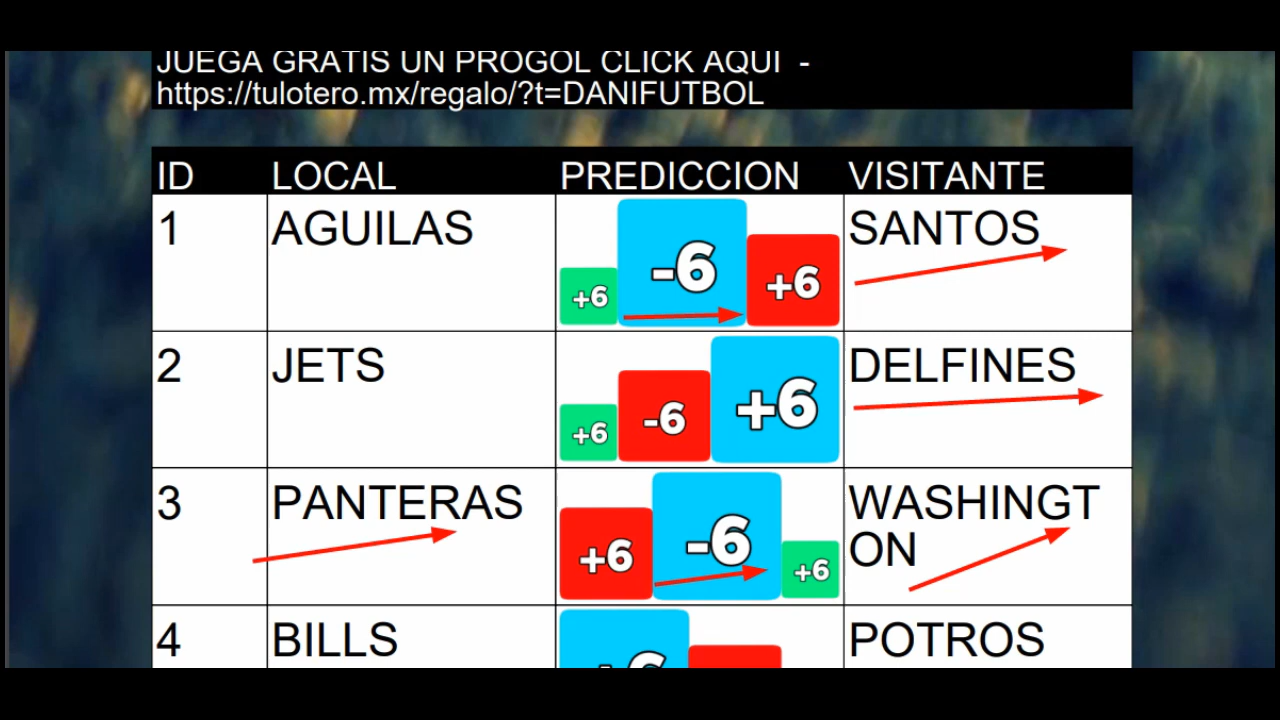 JUEGA GRATIS UN PROGOL CLICK AQUI -
https://tulotero.mx/regalo/?t=DANIFUTBOL
ID LOCAL PREDICCION VISITANTE
1 AGUILAS +6 -6 +6 SANTOS
2 JETS +6 -6 +6 DELFINES
3 PANTERAS +6 -6 +6 WASHINGT
ON
4 BILLS +6 POTROS